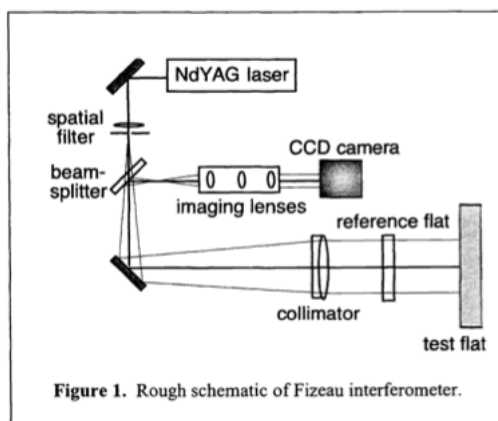 NdYAG laser
spatial
filter
CCD camera
beam-
splitter
imaging lenses
reference flat
collimator
test flat
Figure 1. Rough schematic of Fizeau interferometer.